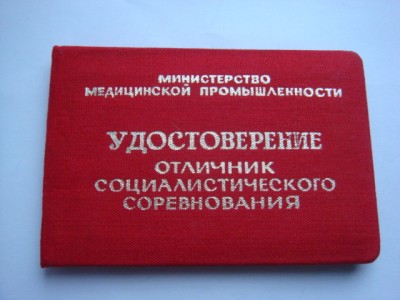 МИНИСТЕРСТВО
МЕДИЦИНСКОЙ ПРОМЫШЛЕННОСТИ
УДОСТОВЕРЕНИЕ
ОТЛИЧНИК
СОЦИАЛИСТИЧЕСКОГО
СОРЕВНОВАНИЯ